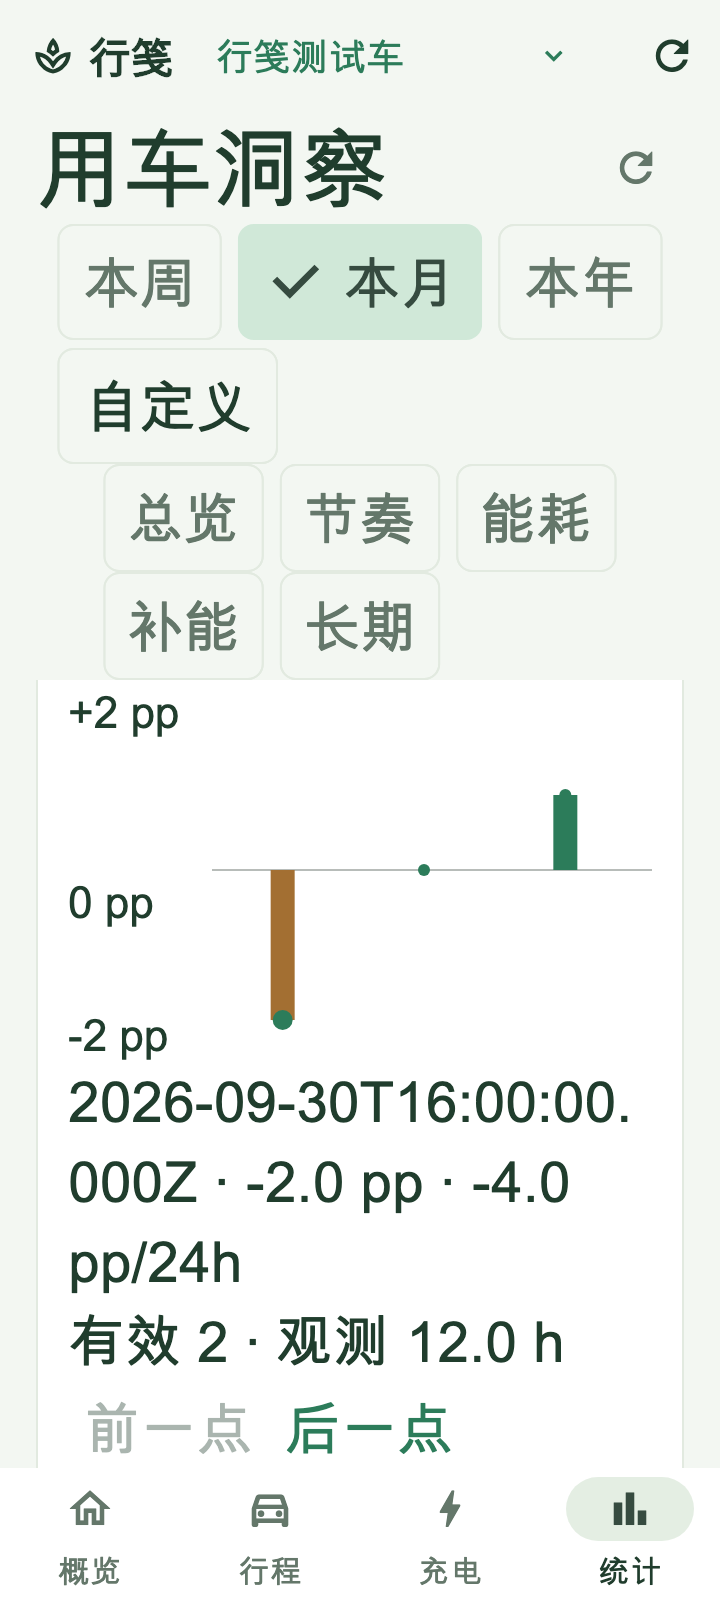 行笺 行笺测试车
用车洞察
本周 本月 本年
自定义
总览 节奏 能耗
补能 长期
+2 pp
0 pp
-2 pp
2026-09-30T16:00:00.
000Z · -2.0 pp · -4.0
pp/24h
有效 2 · 观测 12.0 h
前一点 后一点
概览 行程 充电 统计